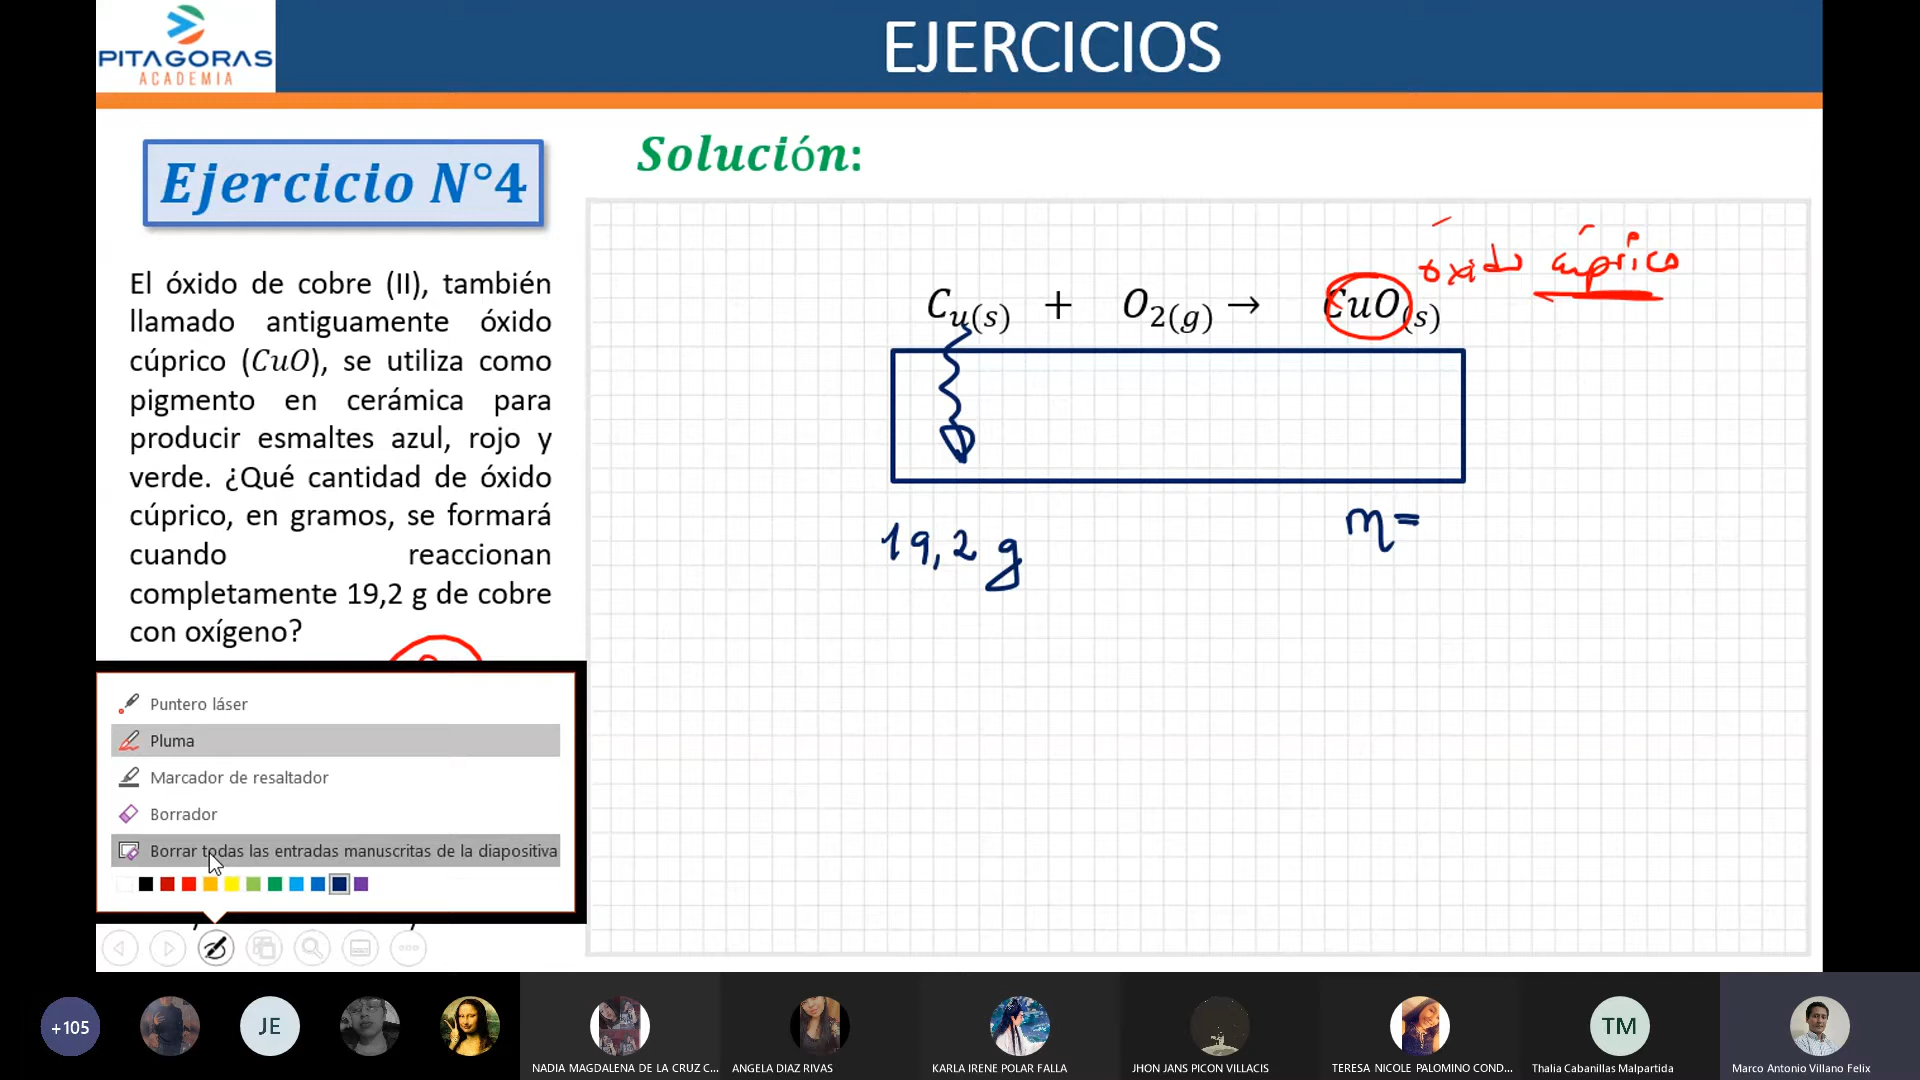 PITAGORAS
ACADEMIA
EJERCICIOS
Ejercicio N°4
Solución:
El óxido de cobre (II), también
llamado antiguamente óxido
cúprico (CuO), se utiliza como
pigmento en cerámica para
producir esmaltes azul, rojo y
verde. ¿Qué cantidad de óxido
cúprico, en gramos, se formará
cuando reaccionan
completamente 19,2 g de cobre
con oxígeno?
óxido cúprico
Cu(s) + O2(g) → CuO(s)
19,2 g
m=
Puntero láser
Pluma
Marcador de resaltador
Borrador
Borrar todas las entradas manuscritas de la diapositiva
+105
JE
TM
NADIA MAGDALENA DE LA CRUZ C...
ANGELA DIAZ RIVAS
KARLA IRENE POLAR FALLA
JHON JANS PICON VILLACIS
TERESA NICOLE PALOMINO COND...
Thalia Cabanillas Malpartida
Marco Antonio Villano Felix